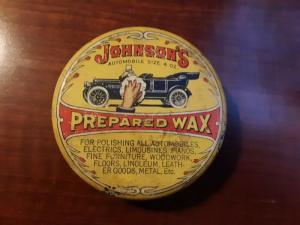 JOHNSON'S
AUTOMOBILE SIZE 4 OZ.
PREPARED WAX
FOR POLISHING ALL AUTOMOBILES,
ELECTRICS, LIMOUSINES, PIANOS,
FINE FURNITURE, WOODWORK,
FLOORS, LINOLEUM, LEATH-
ER GOODS, METAL, Etc.